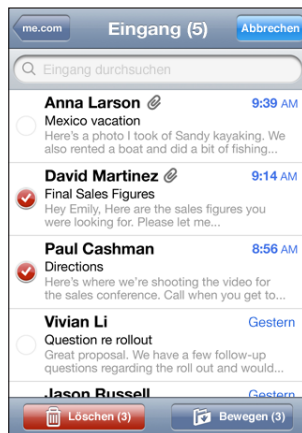 me.com Eingang (5) Abbrechen
Eingang durchsuchen
Anna Larson 9:39 AM
Mexico vacation
Here's a photo I took of Sandy kayaking. We
also rented a boat and did a bit of fishing...
David Martinez 9:14 AM
Final Sales Figures
Hey Emily, Here are the sales figures you
were looking for. Please let me...
Paul Cashman 8:56 AM
Directions
Here's where we're shooting the video for
the sales conference. Call when you get to...
Vivian Li Gestern
Question re rollout
Great proposal. We have a few follow-up
questions regarding the roll out and would...
Jason Russell Gestern
Löschen (3) Bewegen (3)